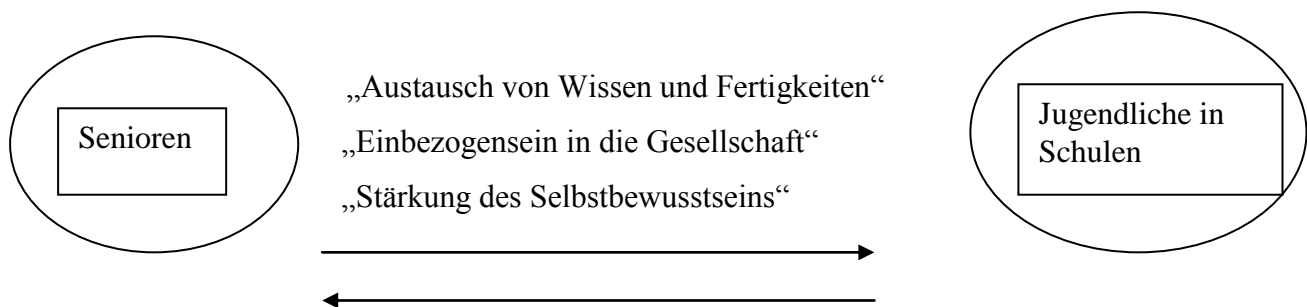 Senioren
„Austausch von Wissen und Fertigkeiten“
„Einbezogensein in die Gesellschaft“
„Stärkung des Selbstbewusstseins“
Jugendliche in
Schulen